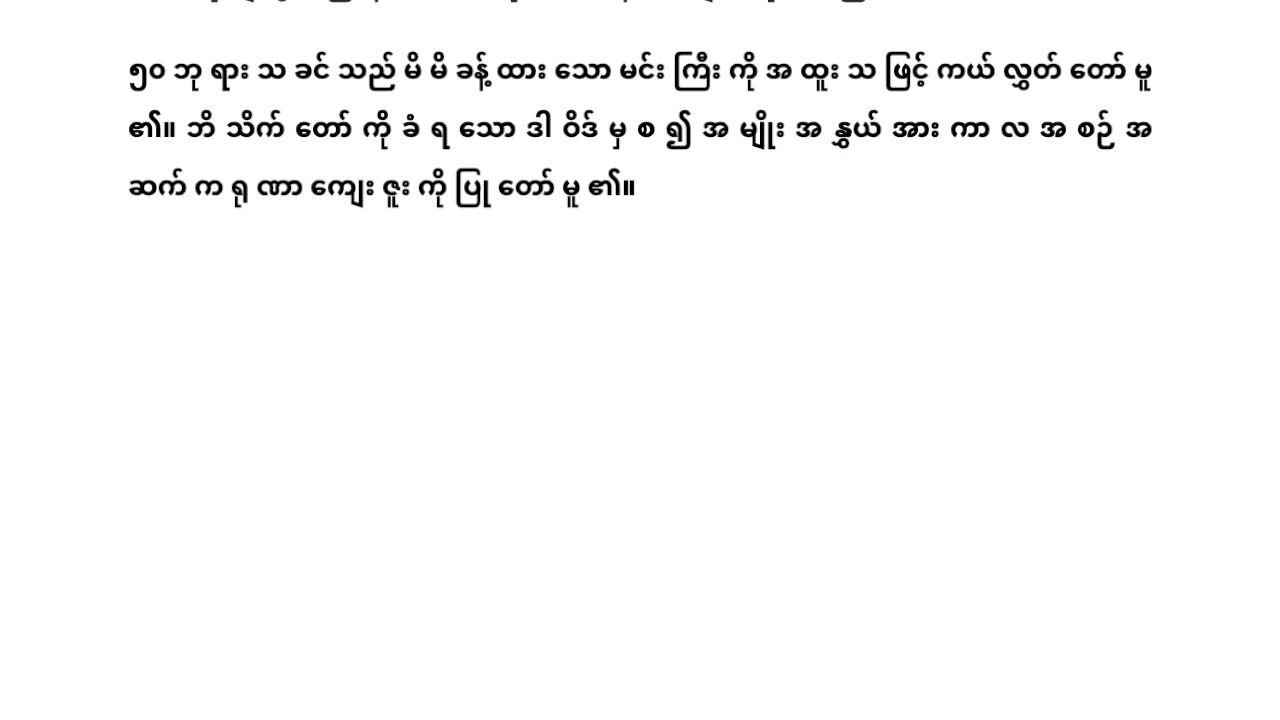 ၅၀ ဘု ရား သ ခင် သည် မိ မိ ခန့် ထား သော မင်း ကြီး ကို အ ထူး သ ဖြင့် ကယ် လွှတ် တော် မူ
၏။ ဘိ သိက် တော် ကို ခံ ရ သော ဒါ ဝိဒ် မှ စ ၍ အ မျိုး အ နွှယ် အား ကာ လ အ စဉ် အ
ဆက် က ရု ဏာ ကျေး ဇူး ကို ပြု တော် မူ ၏။